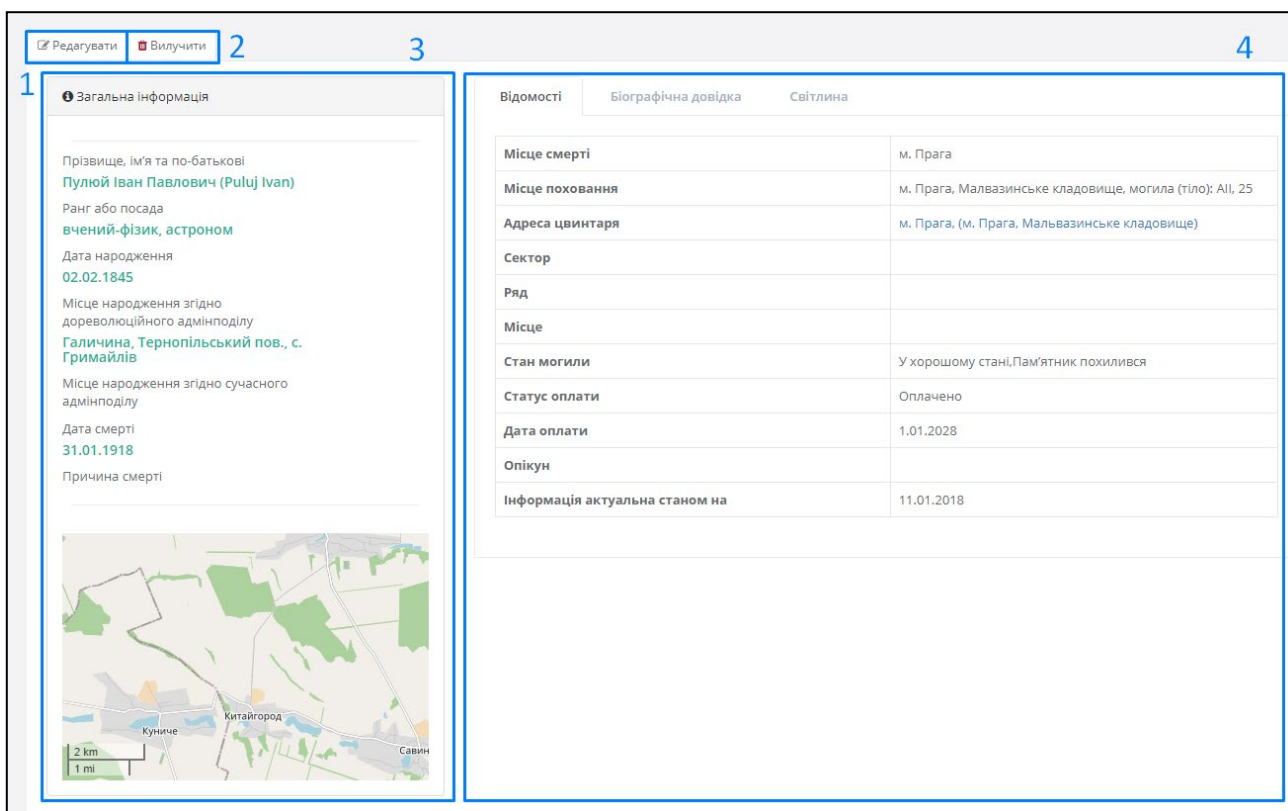 Редагувати Вилучити 2 3 4
1
Загальна інформація
Прізвище, ім'я та по-батькові
Пулюй Іван Павлович (Puluj Ivan)
Ранг або посада
вчений-фізик, астроном
Дата народження
02.02.1845
Місце народження згідно
дореволюційного адмінподілу
Галичина, Тернопільський пов., с.
Гримайлів
Місце народження згідно сучасного
адмінподілу
Дата смерті
31.01.1918
Причина смерті
Китайгород
Куниче
Савин
2 km
1 mi
Відомості Біографічна довідка Світлина
Місце смерті м. Прага
Місце поховання м. Прага, Малвазинське кладовище, могила (тіло): АІІ, 25
Адреса цвинтаря м. Прага, (м. Прага, Мальвазинське кладовище)
Сектор
Ряд
Місце
Стан могили У хорошому стані,Пам'ятник похилився
Статус оплати Оплачено
Дата оплати 1.01.2028
Опікун
Інформація актуальна станом на 11.01.2018